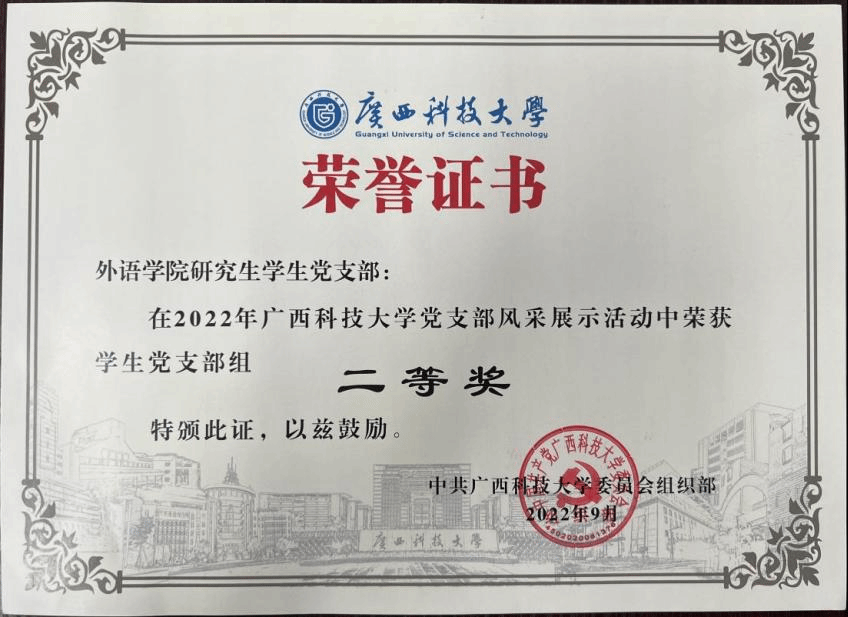 廣西科技大學
Guangxi University of Science and Technology
荣誉证书
外语学院研究生学生党支部：
在2022年广西科技大学党支部风采展示活动中荣获
学生党支部组
二等奖
特颁此证，以兹鼓励。
中共广西科技大学委员会组织部
2022年9月
廣西科技大學